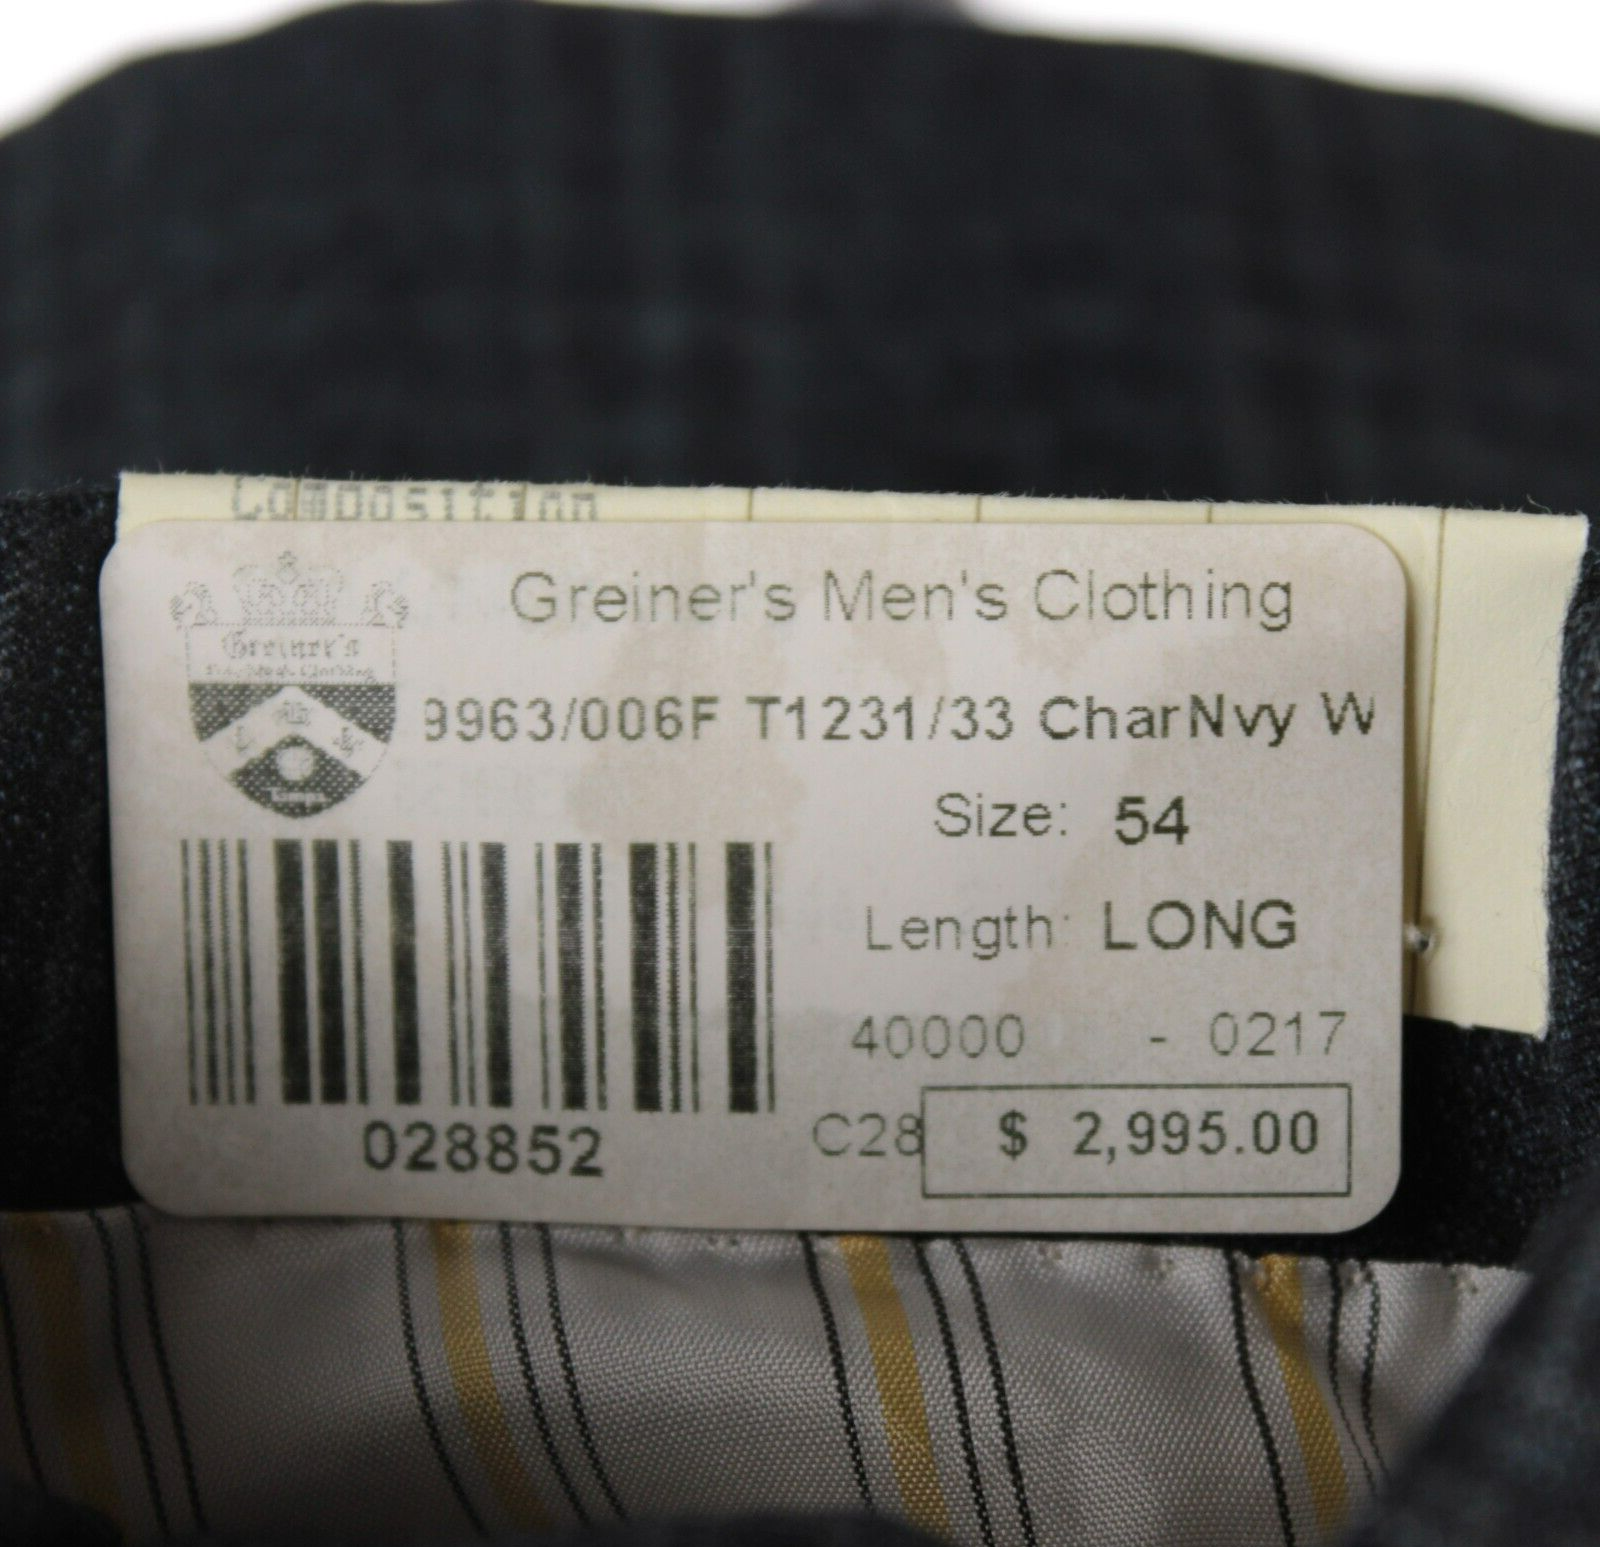 Composition
Greiner's Men's Clothing
Greiner's
9963/006F T1231/33 CharNvy W
Size: 54
Length: LONG
40000 - 0217
028852
C28 $ 2,995.00